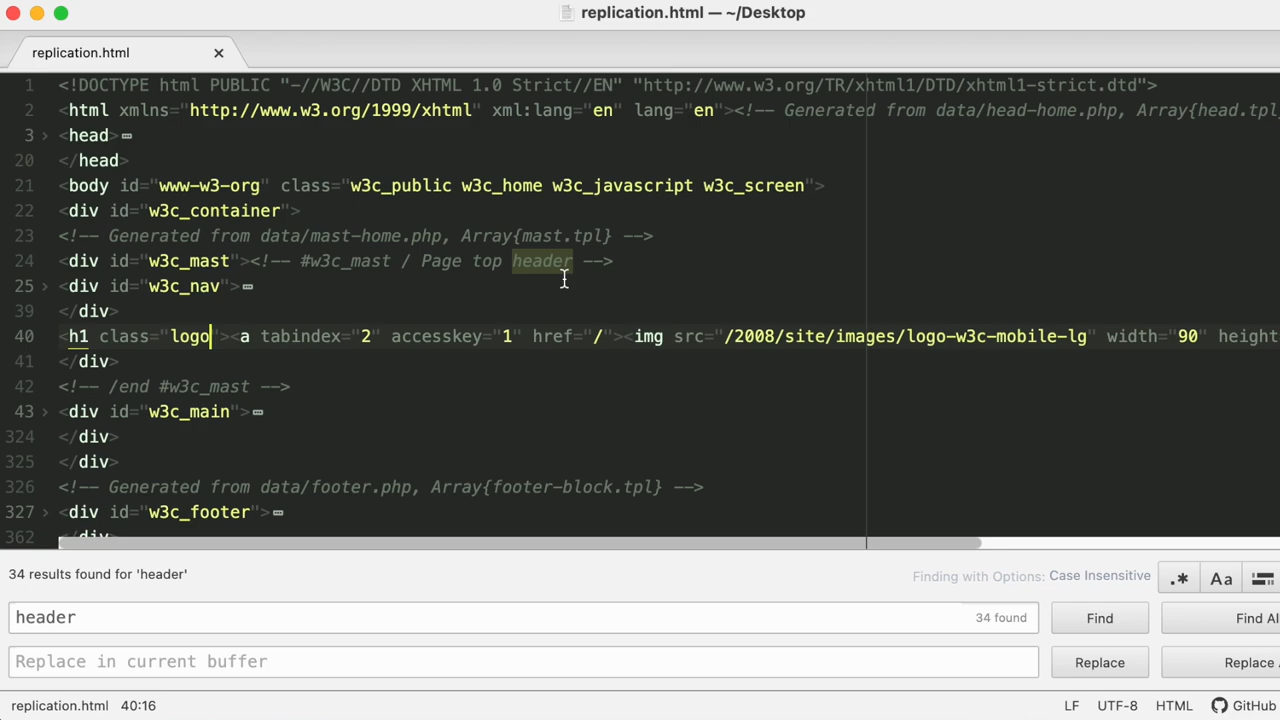 replication.html — ~/Desktop
replication.html
1 <!DOCTYPE html PUBLIC "-//W3C//DTD XHTML 1.0 Strict//EN" "http://www.w3.org/TR/xhtml1/DTD/xhtml1-strict.dtd">
2 <html xmlns="http://www.w3.org/1999/xhtml" xml:lang="en" lang="en"><!-- Generated from data/head-home.php, Array{head.tpl
3 <head>
20 </head>
21 <body id="www-w3-org" class="w3c_public w3c_home w3c_javascript w3c_screen">
22 <div id="w3c_container">
23 <!-- Generated from data/mast-home.php, Array{mast.tpl} -->
24 <div id="w3c_mast"><!-- #w3c_mast / Page top header -->
25 <div id="w3c_nav">
39 </div>
40 <h1 class="logo"><a tabindex="2" accesskey="1" href="/"><img src="/2008/site/images/logo-w3c-mobile-lg" width="90" height
41 </div>
42 <!-- /end #w3c_mast -->
43 <div id="w3c_main">
324 </div>
325 </div>
326 <!-- Generated from data/footer.php, Array{footer-block.tpl} -->
327 <div id="w3c_footer">
362 </div>
34 results found for 'header'
Finding with Options: Case Insensitive
.* Aa
header
34 found
Find
Find Al
Replace in current buffer
Replace
Replace
replication.html 40:16
LF UTF-8 HTML GitHub